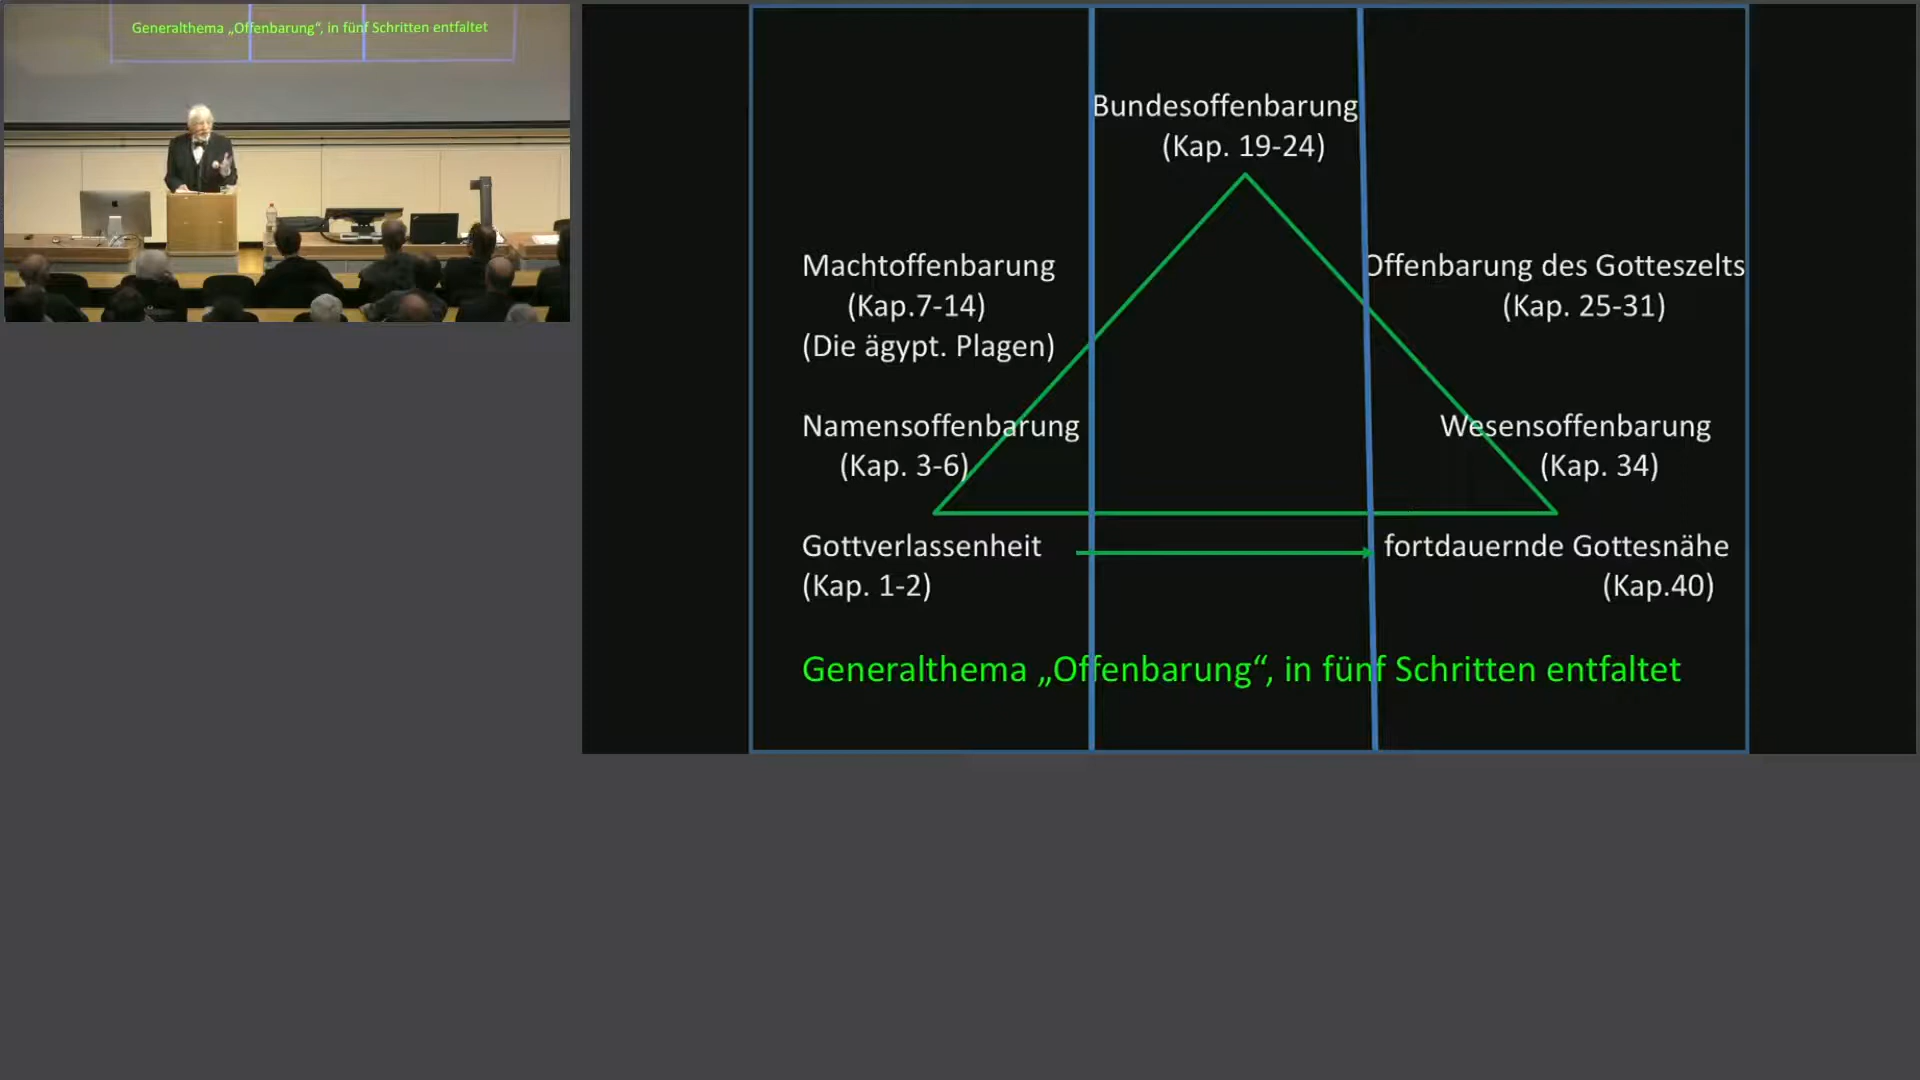 Generalthema „Offenbarung“, in fünf Schritten entfaltet
Bundesoffenbarung
(Kap. 19-24)
Machtoffenbarung
(Kap.7-14)
(Die ägypt. Plagen)
Offenbarung des Gotteszelts
(Kap. 25-31)
Namensoffenbarung
(Kap. 3-6)
Wesensoffenbarung
(Kap. 34)
Gottverlassenheit
(Kap. 1-2)
fortdauernde Gottesnähe
(Kap.40)
Generalthema „Offenbarung“, in fünf Schritten entfaltet